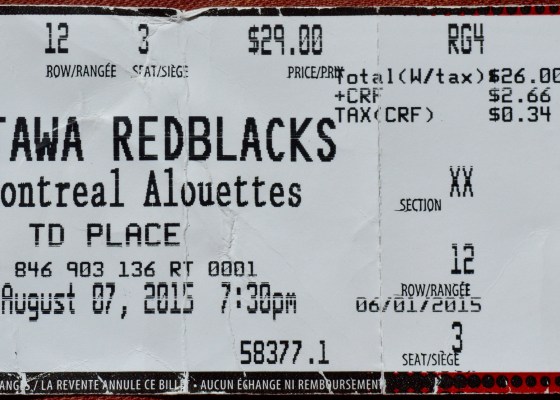 12 3 $29.00 RG4
ROW/RANGÉE SEAT/SIÈGE PRICE/PRIX
Total(W/tax) $26.00
+CRF $2.66
TAX(CRF) $0.34
TAWA REDBLACKS
ontreal Alouettes
XX
SECTION
TD PLACE
846 903 136 RT 0001
12
ROW/RANGÉE
August 07, 2015 7:30pm 06/01/2015
58377.1
3
SEAT/SIÈGE
/ LA REVENTE ANNULE CE BILLET • AUCUN ÉCHANGE NI REMBOURSEMENT